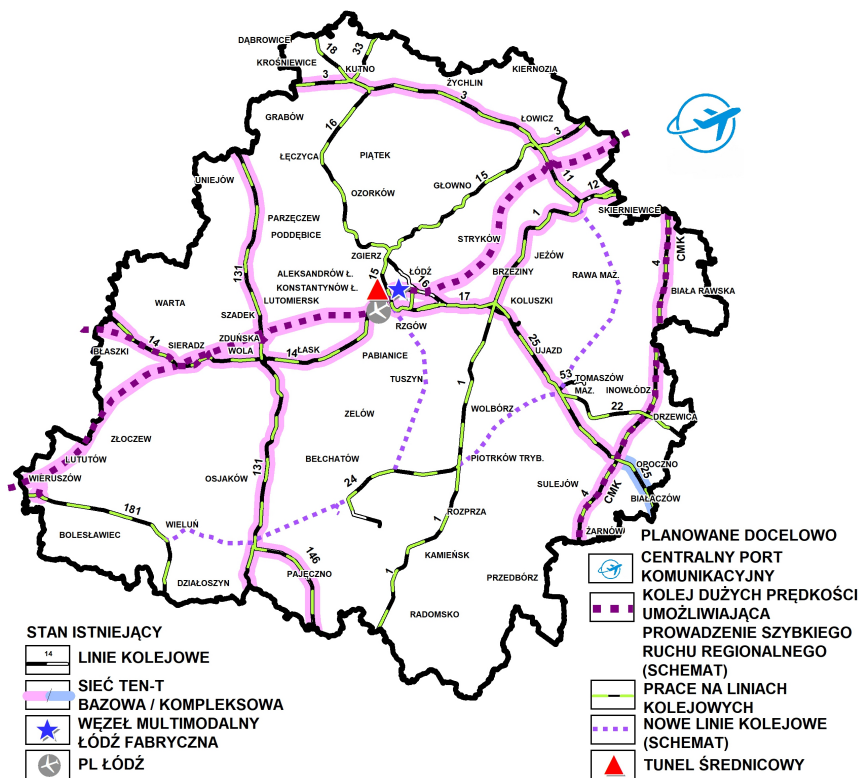 DĄBROWICE
18
33
KROŚNIEWICE
KUTNO
3
ŻYCHLIN
KIERNOZIA
3
GRABÓW
ŁOWICZ
16
3
ŁĘCZYCA
PIĄTEK
UNIEJÓW
GŁOWNO
15
11
12
OZORKÓW
SKIERNIEWICE
PARZĘCZEW
1
PODDĘBICE
STRYKÓW
CMK
ZGIERZ
JEŻÓW
4
131
ALEKSANDRÓW Ł.
15
ŁÓDŹ
BRZEZINY
RAWA MAZ.
KONSTANTYNÓW Ł.
16
BIAŁA RAWSKA
WARTA
LUTOMIERSK
17
KOLUSZKI
SZADEK
RZGÓW
14
SIERADZ
ZDUŃSKA
WOLA
BŁASZKI
14
ŁASK
PABIANICE
25
UJAZD
TUSZYN
53
TOMASZÓW
MAZ.
INOWŁÓDZ
1
ZELÓW
WOLBÓRZ
22
DRZEWICA
ZŁOCZEW
LUTUTÓW
BEŁCHATÓW
PIOTRKÓW TRYB.
OPOCZNO
WIERUSZÓW
131
OSJAKÓW
24
SULEJÓW
25
4
CMK
BIAŁACZÓW
181
ROZPRZA
WIELUŃ
1
BOLESŁAWIEC
ŻARNÓW
KAMIEŃSK
146
PAJĘCZNO
1
PRZEDBÓRZ
DZIAŁOSZYN
RADOMSKO
STAN ISTNIEJĄCY
14
LINIE KOLEJOWE
SIEĆ TEN-T
BAZOWA / KOMPLEKSOWA
WĘZEŁ MULTIMODALNY
ŁÓDŹ FABRYCZNA
PL ŁÓDŹ
PLANOWANE DOCELOWO
CENTRALNY PORT
KOMUNIKACYJNY
KOLEJ DUŻYCH PRĘDKOŚCI
UMOŻLIWIAJĄCA
PROWADZENIE SZYBKIEGO
RUCHU REGIONALNEGO
(SCHEMAT)
PRACE NA LINIACH
KOLEJOWYCH
NOWE LINIE KOLEJOWE
(SCHEMAT)
TUNEL ŚREDNICOWY